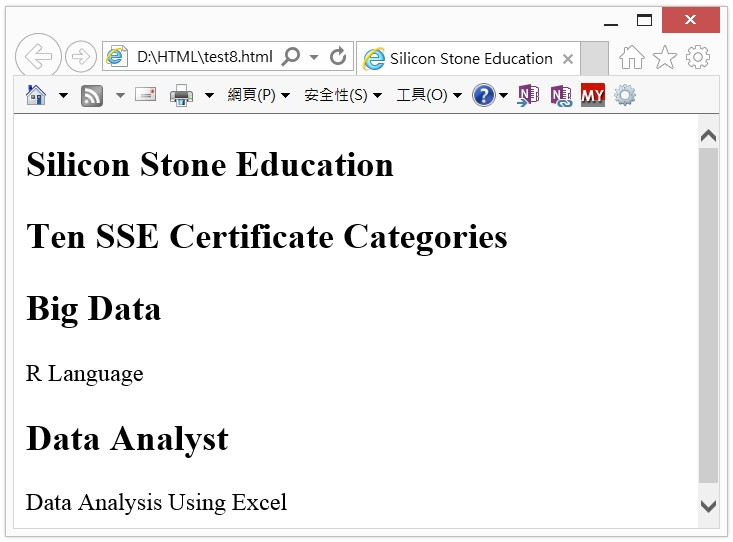 D:\HTML\test8.html
Silicon Stone Education
網頁(P) 安全性(S) 工具(O) ? N N MY
Silicon Stone Education
Ten SSE Certificate Categories
Big Data
R Language
Data Analyst
Data Analysis Using Excel